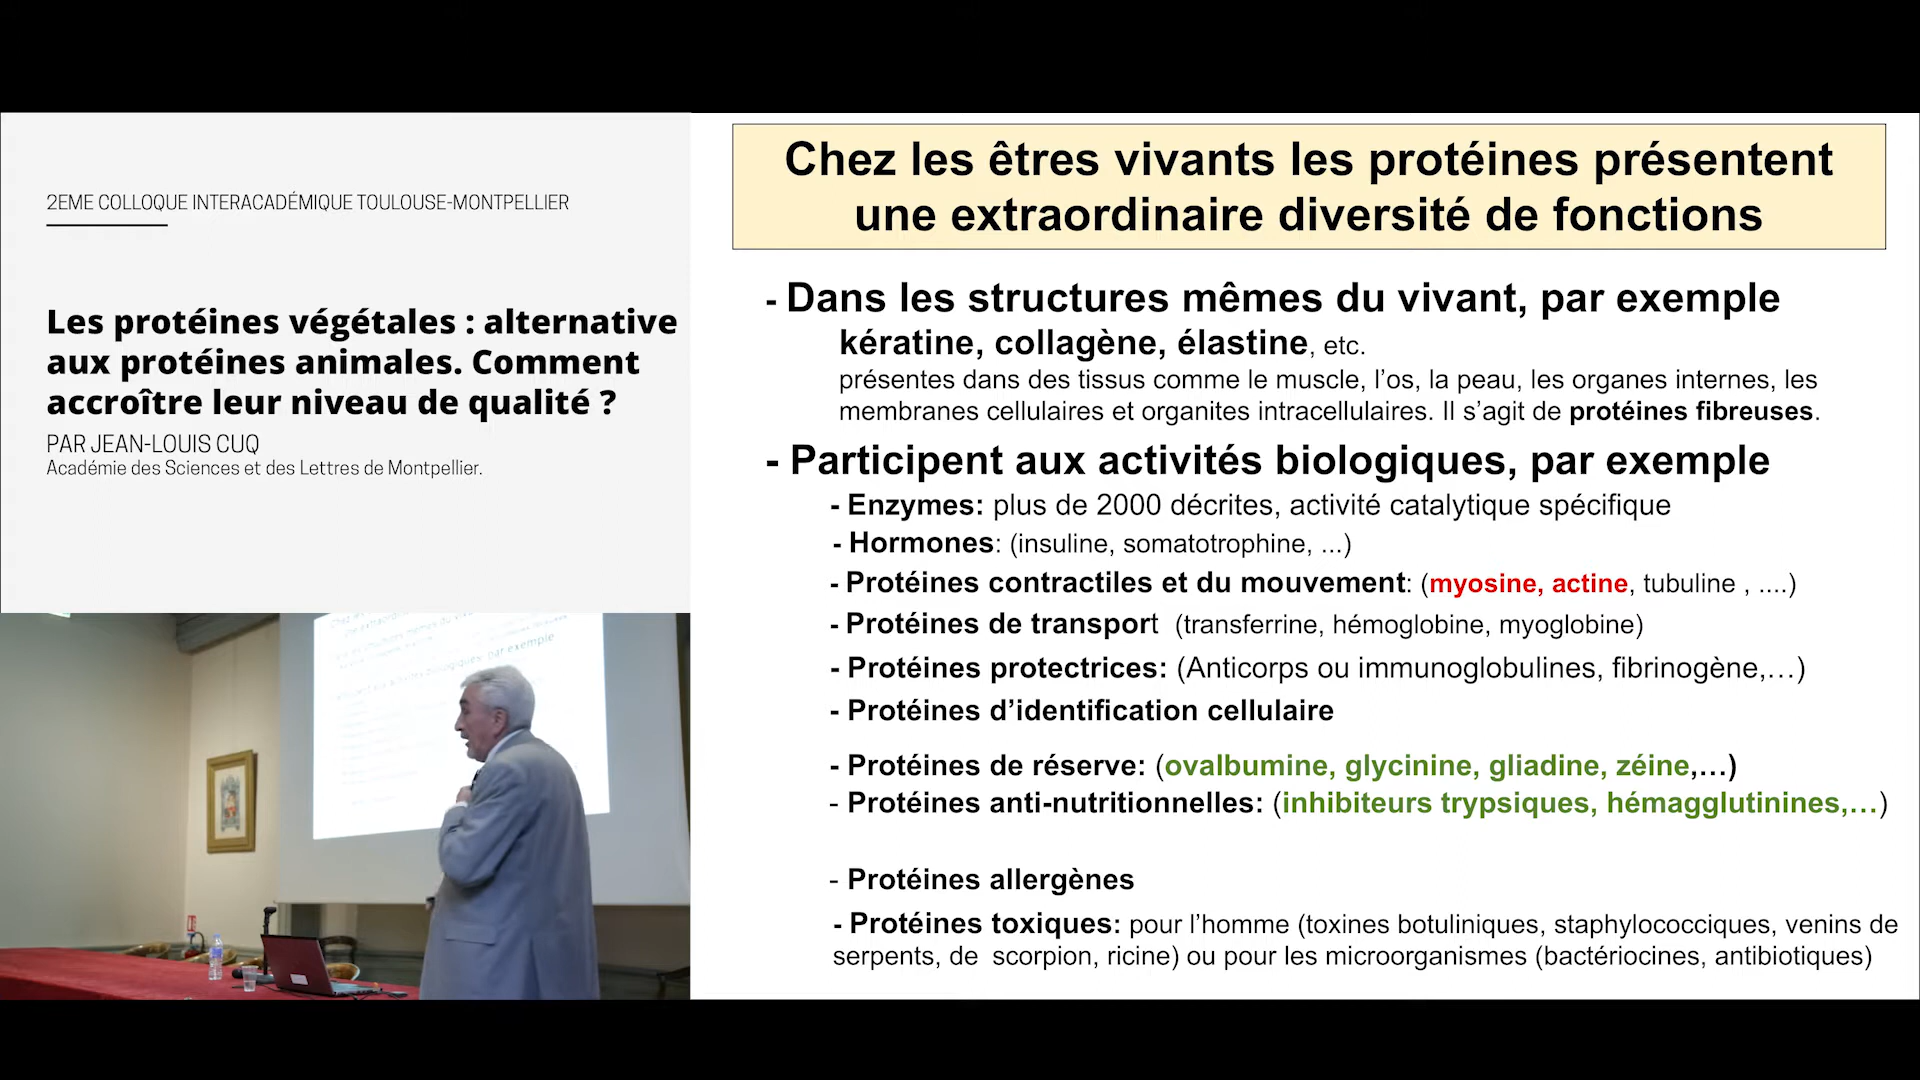 2EME COLLOQUE INTERACADÉMIQUE TOULOUSE-MONTPELLIER
Les protéines végétales : alternative
aux protéines animales. Comment
accroître leur niveau de qualité ?
PAR JEAN-LOUIS CUQ
Académie des Sciences et des Lettres de Montpellier.
Chez les êtres vivants les protéines présentent
une extraordinaire diversité de fonctions
- Dans les structures mêmes du vivant, par exemple
kératine, collagène, élastine, etc.
présentes dans des tissus comme le muscle, l'os, la peau, les organes internes, les
membranes cellulaires et organites intracellulaires. Il s'agit de protéines fibreuses.
- Participent aux activités biologiques, par exemple
- Enzymes: plus de 2000 décrites, activité catalytique spécifique
- Hormones: (insuline, somatotrophine, ...)
- Protéines contractiles et du mouvement: (myosine, actine, tubuline , ....)
- Protéines de transport (transferrine, hémoglobine, myoglobine)
- Protéines protectrices: (Anticorps ou immunoglobulines, fibrinogène,…)
- Protéines d'identification cellulaire
- Protéines de réserve: (ovalbumine, glycinine, gliadine, zéine,…)
- Protéines anti-nutritionnelles: (inhibiteurs trypsiques, hémagglutinines,…)
- Protéines allergènes
- Protéines toxiques: pour l'homme (toxines botuliniques, staphylococciques, venins de
serpents, de scorpion, ricine) ou pour les microorganismes (bactériocines, antibiotiques)